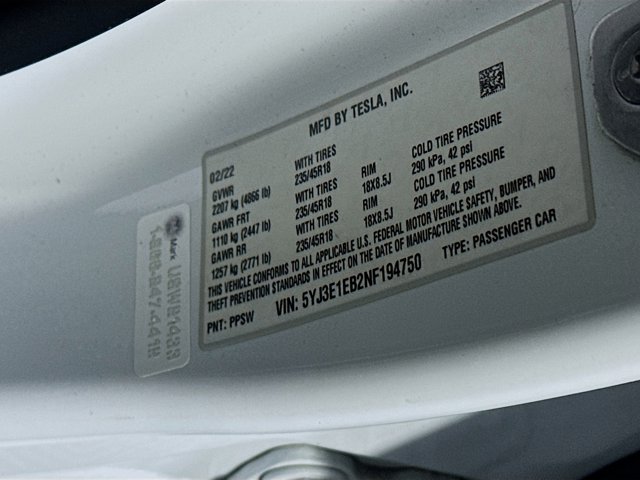 MFD BY TESLA, INC.
02/22
GVWR WITH TIRES RIM COLD TIRE PRESSURE
2207 kg (4866 lb) 235/45R18 18X8.5J 290 kPa, 42 psi
GAWR FRT WITH TIRES RIM COLD TIRE PRESSURE
1110 kg (2447 lb) 235/45R18 18X8.5J 290 kPa, 42 psi
GAWR RR WITH TIRES
1257 kg (2771 lb) 235/45R18
THIS VEHICLE CONFORMS TO ALL APPLICABLE U.S. FEDERAL MOTOR VEHICLE SAFETY, BUMPER, AND
THEFT PREVENTION STANDARDS IN EFFECT ON THE DATE OF MANUFACTURE SHOWN ABOVE.
PNT: PPSW VIN: 5YJ3E1EB2NF194750 TYPE: PASSENGER CAR
Mark